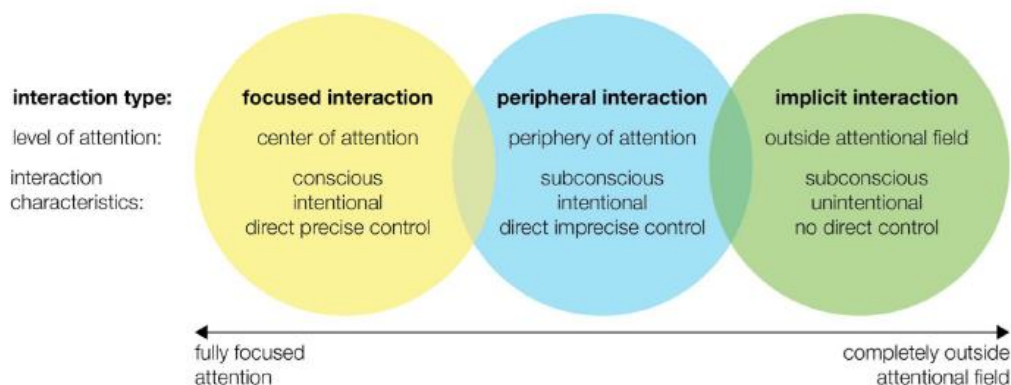 interaction type: focused interaction peripheral interaction implicit interaction
level of attention: center of attention periphery of attention outside attentional field
interaction conscious subconscious subconscious
characteristics: intentional intentional unintentional
direct precise control direct imprecise control no direct control
fully focused completely outside
attention attentional field